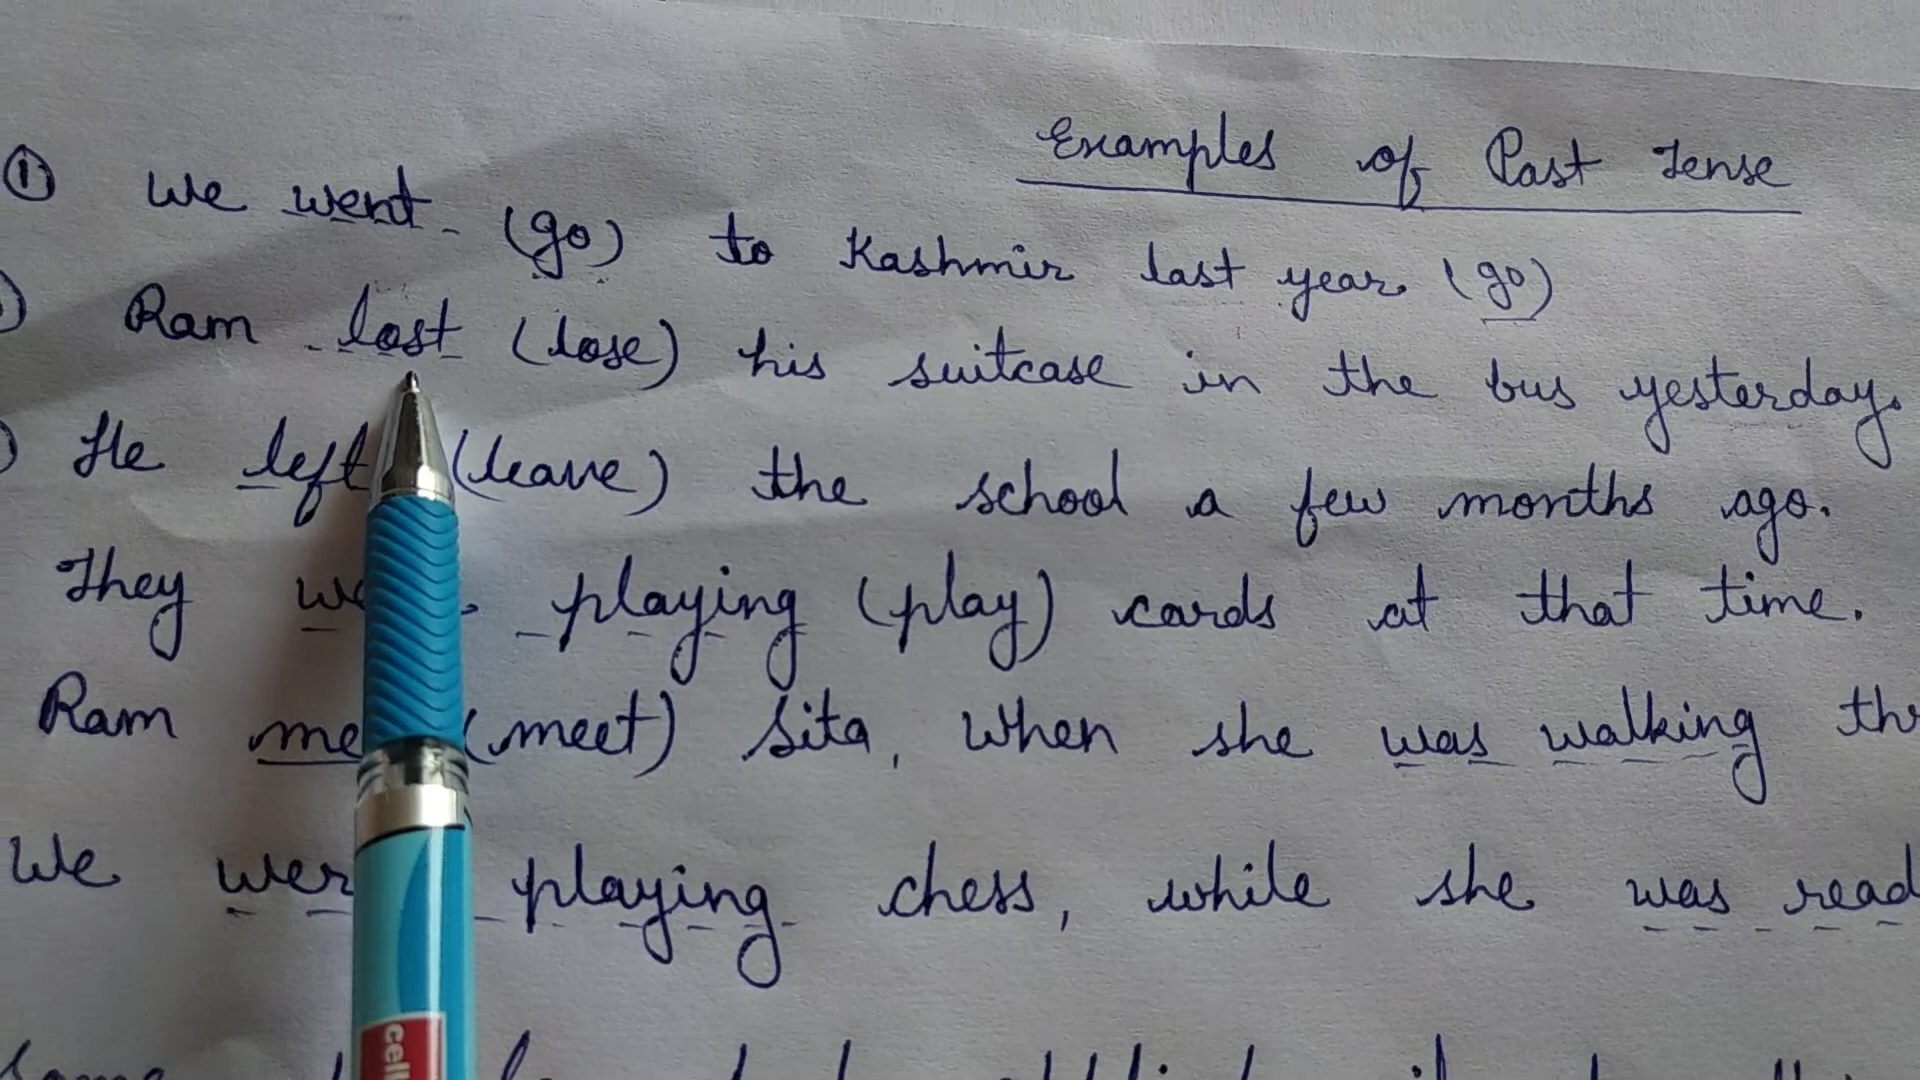 Examples of Past Tense
① We went (go) to Kashmir last year (go)
Ram lost (lose) his suitcase in the bus yesterday.
He left (leave) the school a few months ago.
They playing (play) cards at that time.
Ram (meet) Sita, when she was walking
We playing chess, while she was read
cell